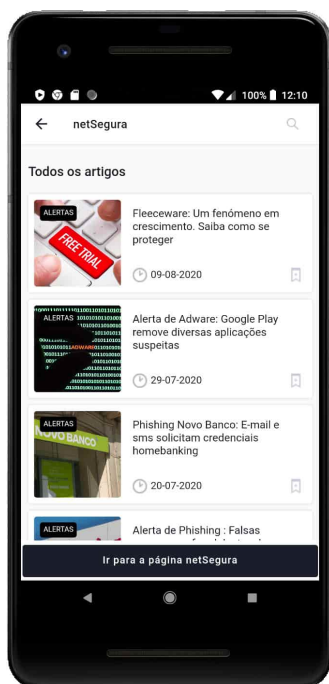 100% 12:10
netSegura
Todos os artigos
ALERTAS
FREE TRIAL
Fleeceware: Um fenómeno em
crescimento. Saiba como se
proteger
09-08-2020
ALERTAS
ADWARE
Alerta de Adware: Google Play
remove diversas aplicações
suspeitas
29-07-2020
ALERTAS
NOVO BANCO
Phishing Novo Banco: E-mail e
sms solicitam credenciais
homebanking
20-07-2020
ALERTAS
Alerta de Phishing : Falsas
Ir para a página netSegura